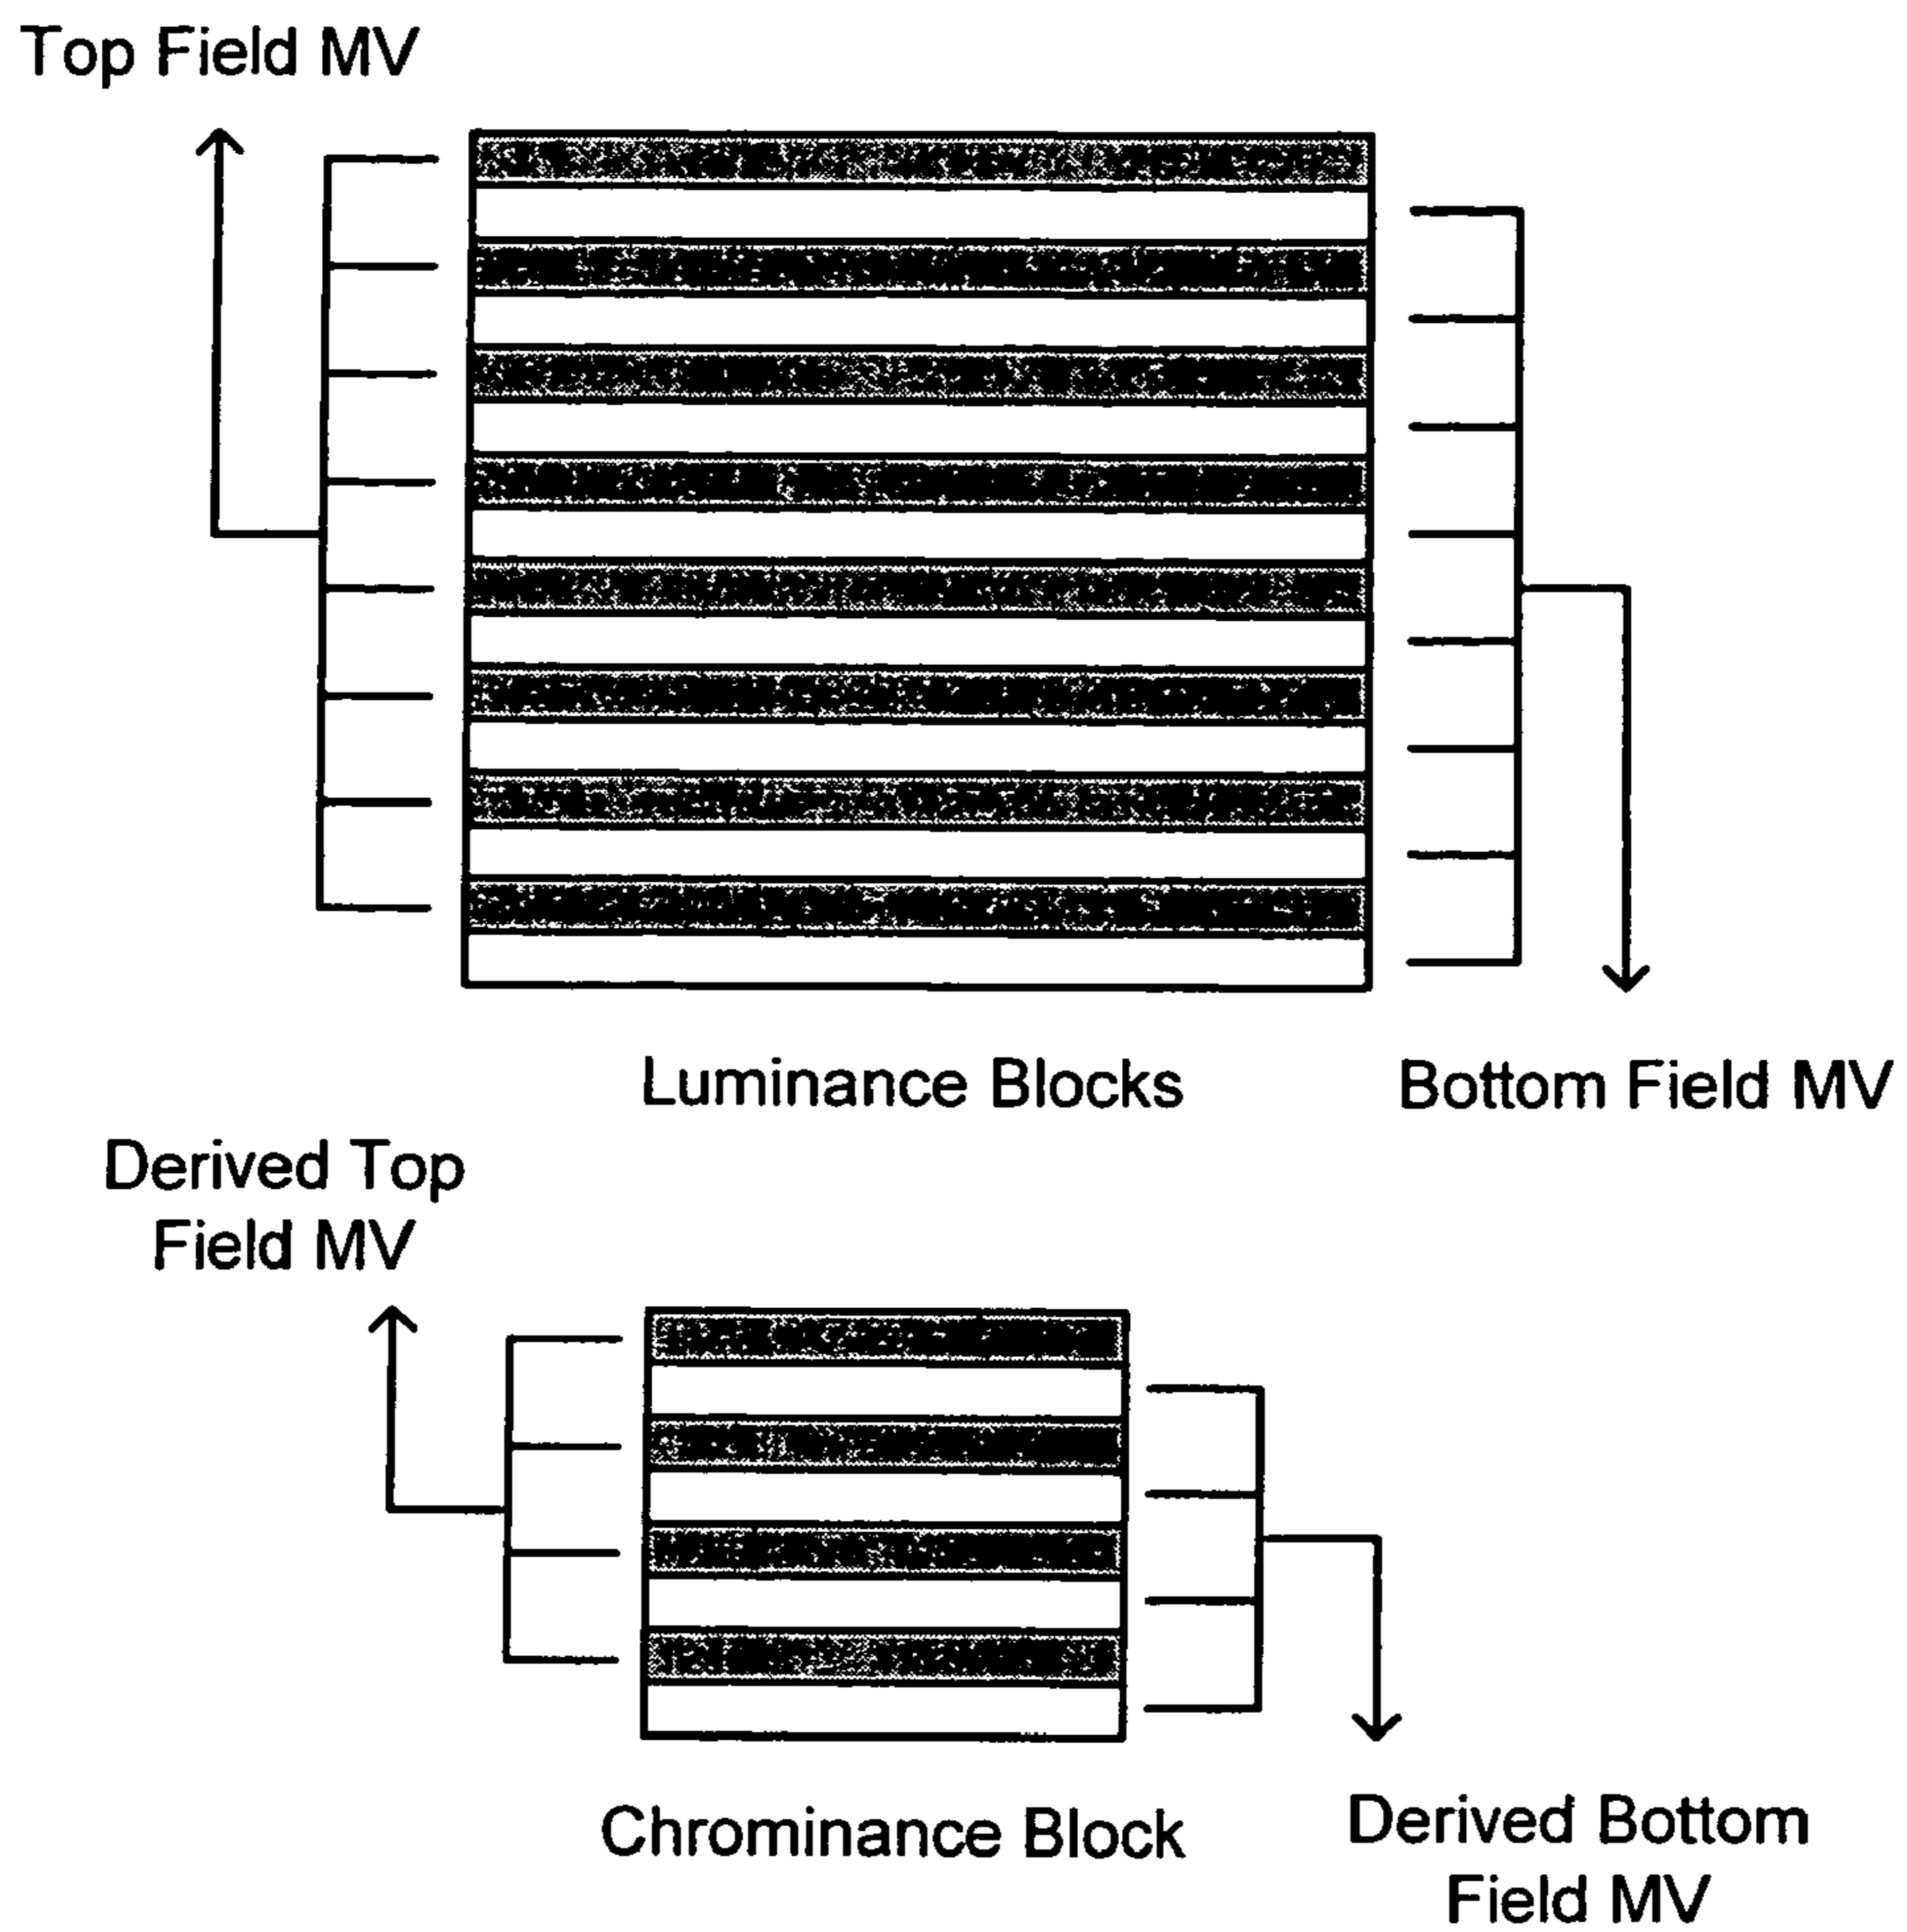 Top Field MV
Luminance Blocks
Bottom Field MV
Derived Top
Field MV
Chrominance Block
Derived Bottom
Field MV